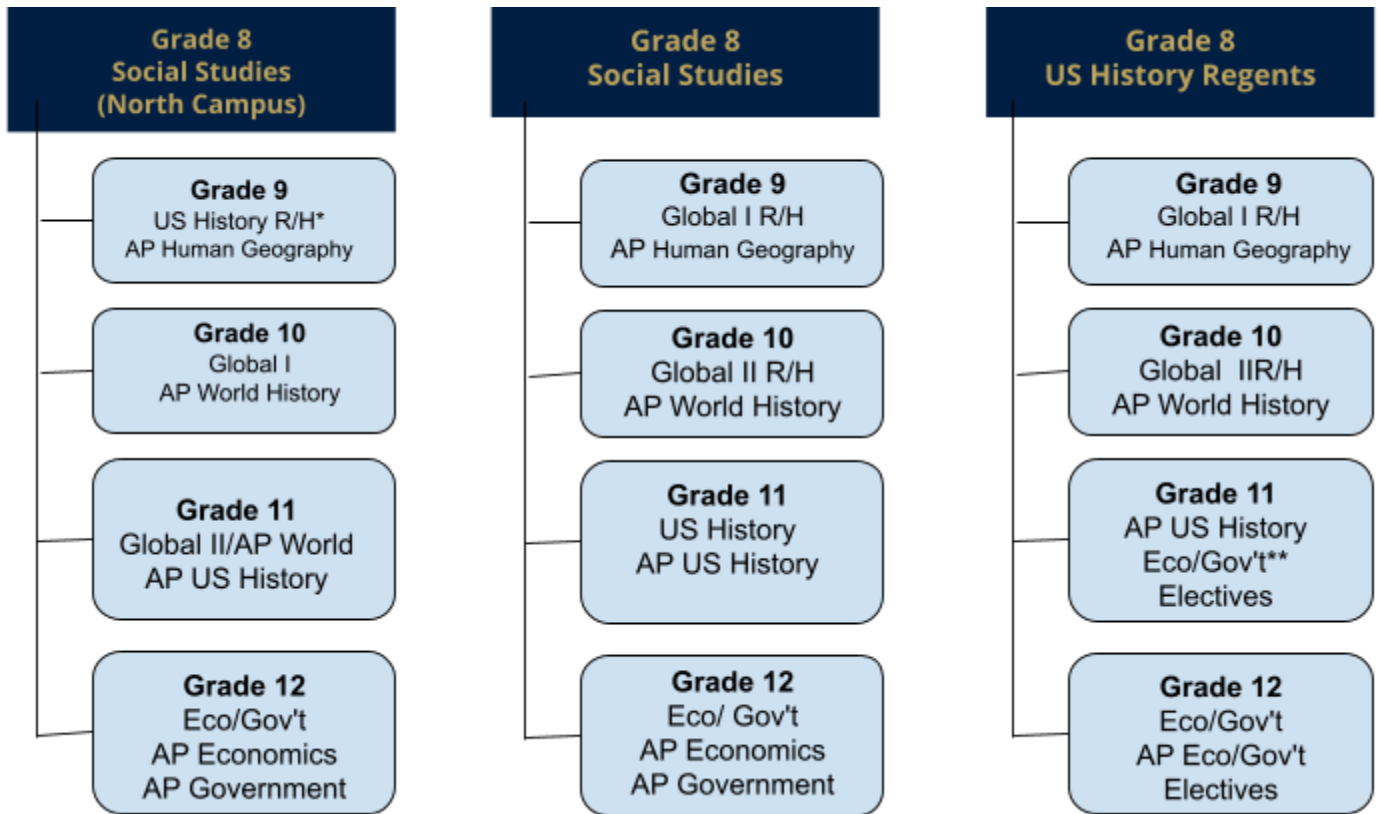 Grade 8
Social Studies
(North Campus)
Grade 9
US History R/H*
AP Human Geography
Grade 10
Global I
AP World History
Grade 11
Global II/AP World
AP US History
Grade 12
Eco/Gov't
AP Economics
AP Government
Grade 8
Social Studies
Grade 9
Global I R/H
AP Human Geography
Grade 10
Global II R/H
AP World History
Grade 11
US History
AP US History
Grade 12
Eco/ Gov't
AP Economics
AP Government
Grade 8
US History Regents
Grade 9
Global I R/H
AP Human Geography
Grade 10
Global IIR/H
AP World History
Grade 11
AP US History
Eco/Gov't**
Electives
Grade 12
Eco/Gov't
AP Eco/Gov't
Electives